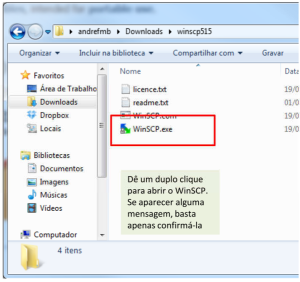 andrefmb ▸ Downloads ▸ winscp515
Organizar Incluir na biblioteca Compartilhar com Gravar
Nome Data
Favoritos
Área de Trabalho
Downloads
Dropbox
Locais
licence.txt 19/0
readme.txt 01/0
WinSCP.com 19/0
WinSCP.exe 19/0
Bibliotecas
Documentos
Imagens
Músicas
Vídeos
Computador
Dê um duplo clique
para abrir o WinSCP.
Se aparecer alguma
mensagem, basta
apenas confirmá-la
4 itens